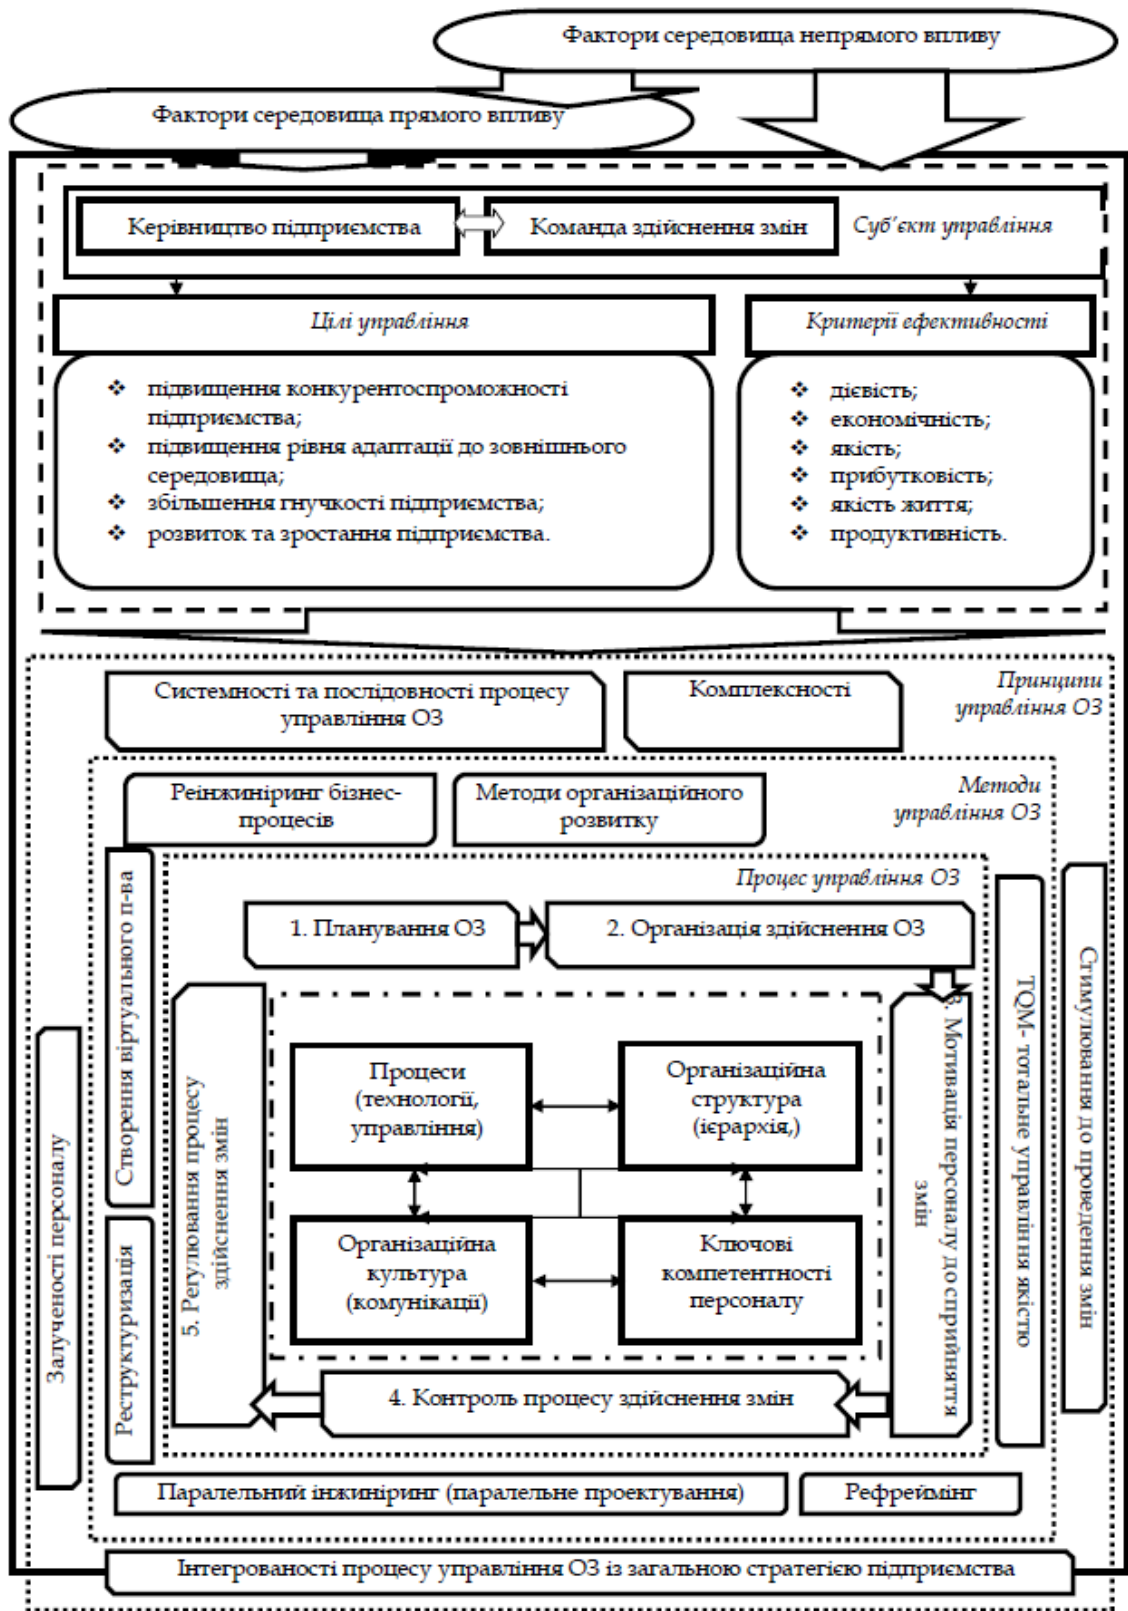 Фактори середовища непрямого впливу
Фактори середовища прямого впливу
Керівництво підприємства
Команда здійснення змін
Суб’єкт управління
Цілі управління
Критерії ефективності
❖ підвищення конкурентоспроможності
підприємства;
❖ підвищення рівня адаптації до зовнішнього
середовища;
❖ збільшення гнучкості підприємства;
❖ розвиток та зростання підприємства.
❖ дієвість;
❖ економічність;
❖ якість;
❖ прибутковість;
❖ якість життя;
❖ продуктивність.
Системності та послідовності процесу
управління ОЗ
Комплексності
Принципи
управління ОЗ
Реінжиніринг бізнес-
процесів
Методи організаційного
розвитку
Методи
управління ОЗ
Процес управління ОЗ
1. Планування ОЗ
2. Організація здійснення ОЗ
Залученості персоналу
Створення віртуального п-ва
Реструктуризація
5. Регулювання процесу
здійснення змін
Процеси
(технології,
управління)
Організаційна
структура
(ієрархія,)
Організаційна
культура
(комунікації)
Ключові
компетентності
персоналу
3. Мотивація персоналу до сприйняття
змін
TQM- тотальне управління якістю
Стимулювання до проведення змін
4. Контроль процесу здійснення змін
Паралельний інжиніринг (паралельне проектування)
Рефреймінг
Інтегрованості процесу управління ОЗ із загальною стратегією підприємства